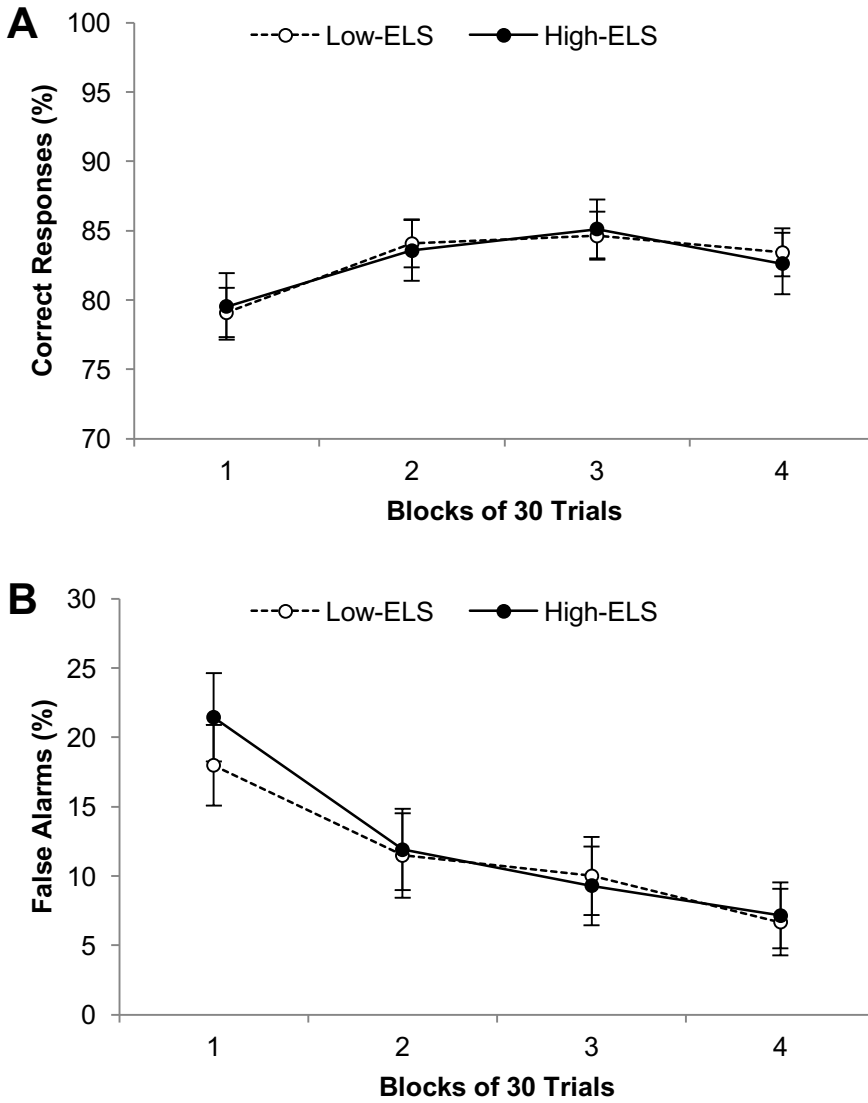 A
Low-ELS High-ELS
Correct Responses (%)
100
95
90
85
80
75
70
1 2 3 4
Blocks of 30 Trials
B
Low-ELS High-ELS
False Alarms (%)
30
25
20
15
10
5
0
1 2 3 4
Blocks of 30 Trials